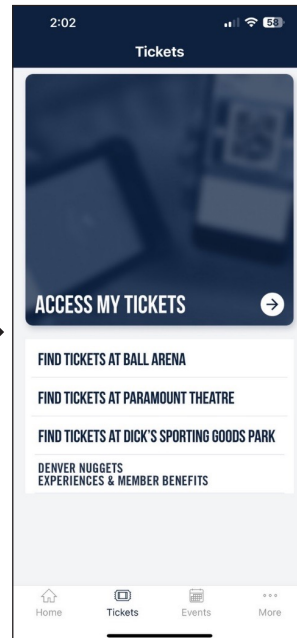 2:02
58
Tickets
ACCESS MY TICKETS
FIND TICKETS AT BALL ARENA
FIND TICKETS AT PARAMOUNT THEATRE
FIND TICKETS AT DICK'S SPORTING GOODS PARK
DENVER NUGGETS
EXPERIENCES & MEMBER BENEFITS
Home Tickets Events More